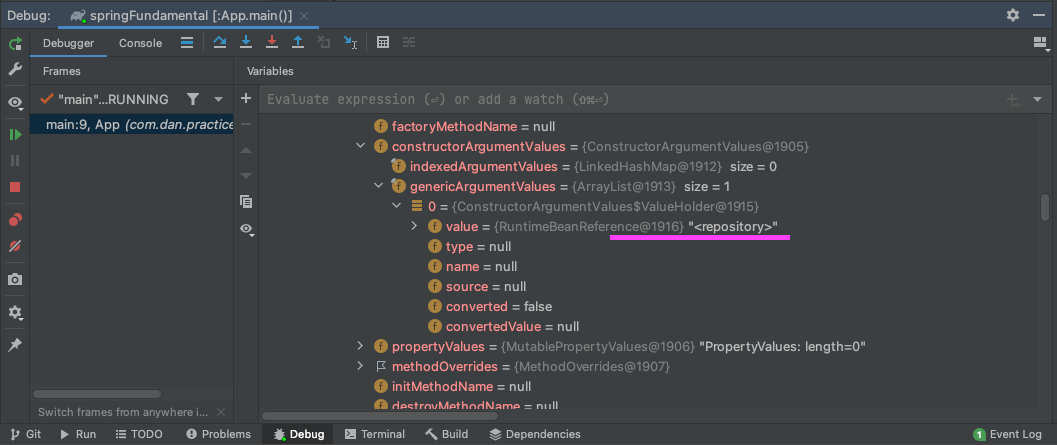 Debug: springFundamental [:App.main()]
Debugger Console
Frames Variables
"main"...RUNNING
Evaluate expression (⏎) or add a watch (⇧⌘⏎)
main:9, App (com.dan.practice
factoryMethodName = null
constructorArgumentValues = {ConstructorArgumentValues@1905}
indexedArgumentValues = {LinkedHashMap@1912} size = 0
genericArgumentValues = {ArrayList@1913} size = 1
0 = {ConstructorArgumentValues$ValueHolder@1915}
value = {RuntimeBeanReference@1916} "<repository>"
type = null
name = null
source = null
converted = false
convertedValue = null
propertyValues = {MutablePropertyValues@1906} "PropertyValues: length=0"
methodOverrides = {MethodOverrides@1907}
initMethodName = null
destroyMethodName = null
Switch frames from anywhere i...
Git Run TODO Problems Debug Terminal Build Dependencies 1 Event Log